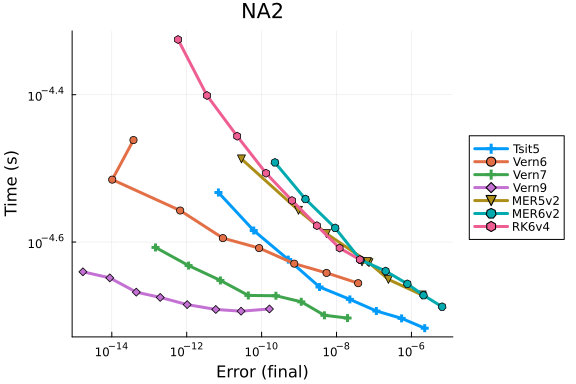 NA2
Time (s)
10^-4.4
10^-4.6
10^-14
10^-12
10^-10
10^-8
10^-6
Error (final)
Tsit5
Vern6
Vern7
Vern9
MER5v2
MER6v2
RK6v4